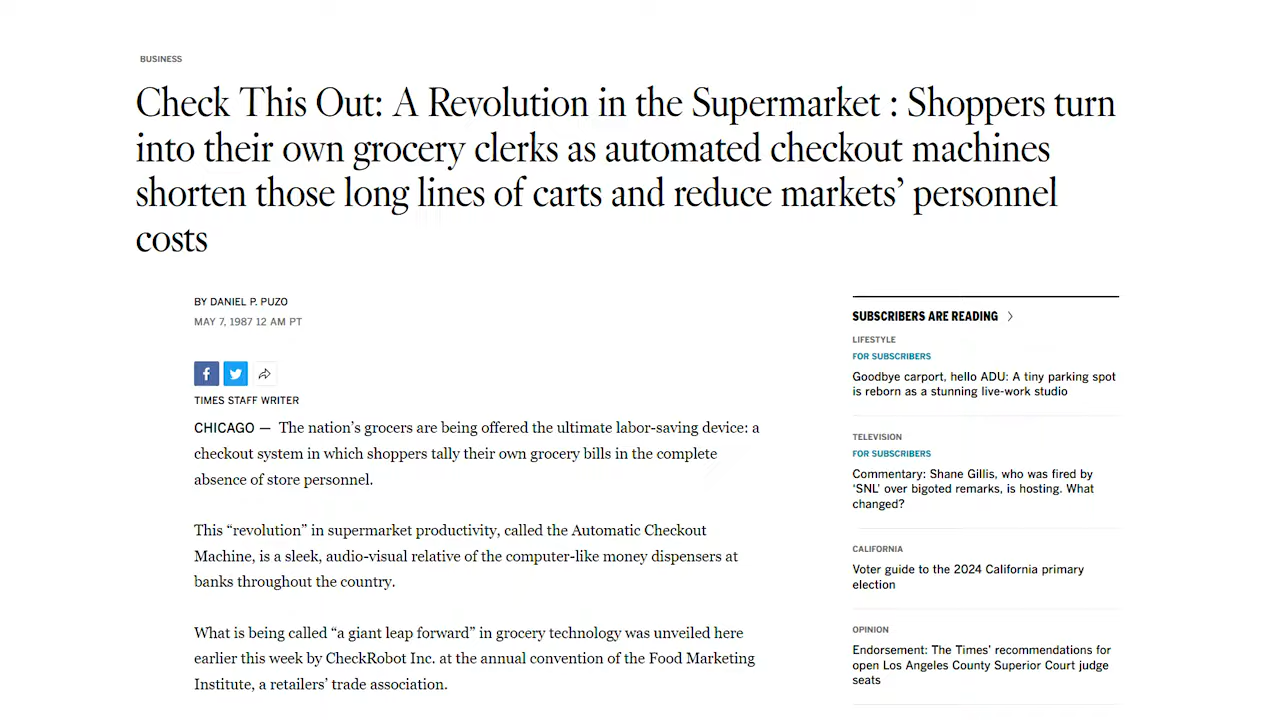 BUSINESS
Check This Out: A Revolution in the Supermarket : Shoppers turn
into their own grocery clerks as automated checkout machines
shorten those long lines of carts and reduce markets’ personnel
costs
BY DANIEL P. PUZO
MAY 7, 1987 12 AM PT
TIMES STAFF WRITER
CHICAGO — The nation’s grocers are being offered the ultimate labor-saving device: a
checkout system in which shoppers tally their own grocery bills in the complete
absence of store personnel.
This “revolution” in supermarket productivity, called the Automatic Checkout
Machine, is a sleek, audio-visual relative of the computer-like money dispensers at
banks throughout the country.
What is being called “a giant leap forward” in grocery technology was unveiled here
earlier this week by CheckRobot Inc. at the annual convention of the Food Marketing
Institute, a retailers’ trade association.
SUBSCRIBERS ARE READING
LIFESTYLE
FOR SUBSCRIBERS
Goodbye carport, hello ADU: A tiny parking spot
is reborn as a stunning live-work studio
TELEVISION
FOR SUBSCRIBERS
Commentary: Shane Gillis, who was fired by
‘SNL’ over bigoted remarks, is hosting. What
changed?
CALIFORNIA
Voter guide to the 2024 California primary
election
OPINION
Endorsement: The Times’ recommendations for
open Los Angeles County Superior Court judge
seats